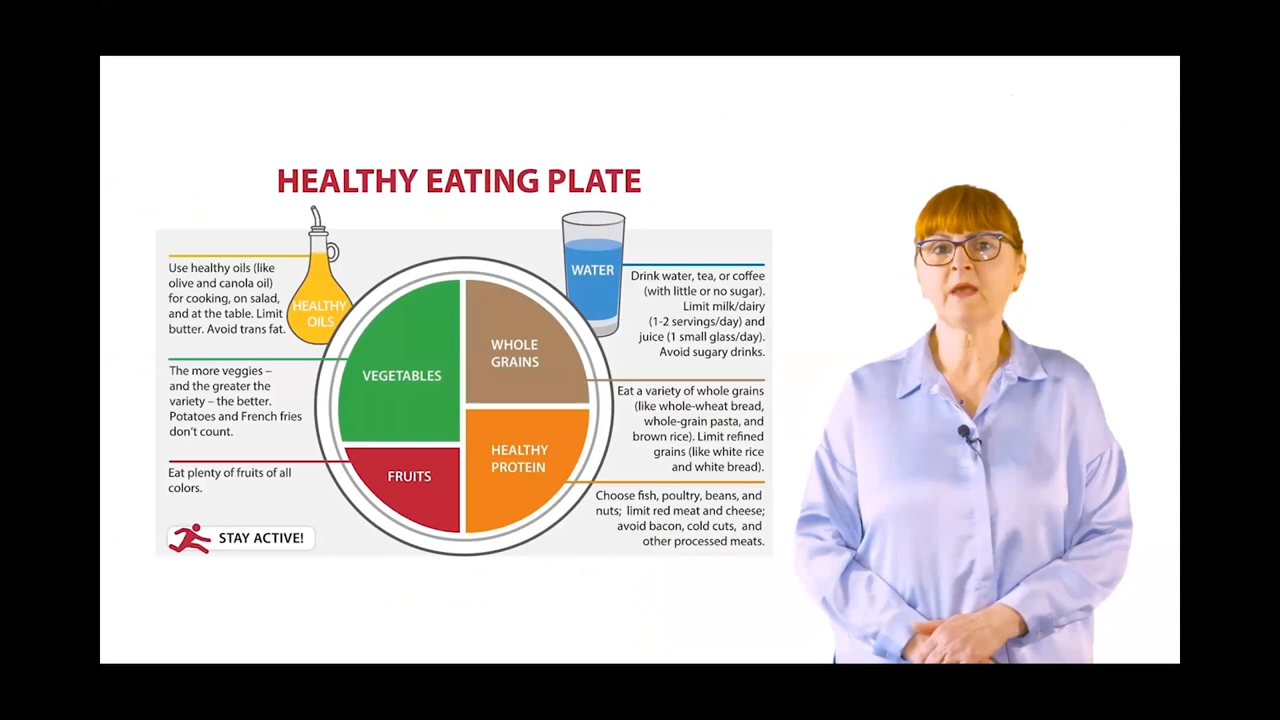 HEALTHY EATING PLATE
Use healthy oils (like
olive and canola oil)
for cooking, on salad,
and at the table. Limit
butter. Avoid trans fat.
HEALTHY
OILS
The more veggies –
and the greater the
variety – the better.
Potatoes and French fries
don't count.
Eat plenty of fruits of all
colors.
STAY ACTIVE!
VEGETABLES
FRUITS
WHOLE
GRAINS
HEALTHY
PROTEIN
WATER
Drink water, tea, or coffee
(with little or no sugar).
Limit milk/dairy
(1-2 servings/day) and
juice (1 small glass/day).
Avoid sugary drinks.
Eat a variety of whole grains
(like whole-wheat bread,
whole-grain pasta, and
brown rice). Limit refined
grains (like white rice
and white bread).
Choose fish, poultry, beans, and
nuts; limit red meat and cheese;
avoid bacon, cold cuts, and
other processed meats.